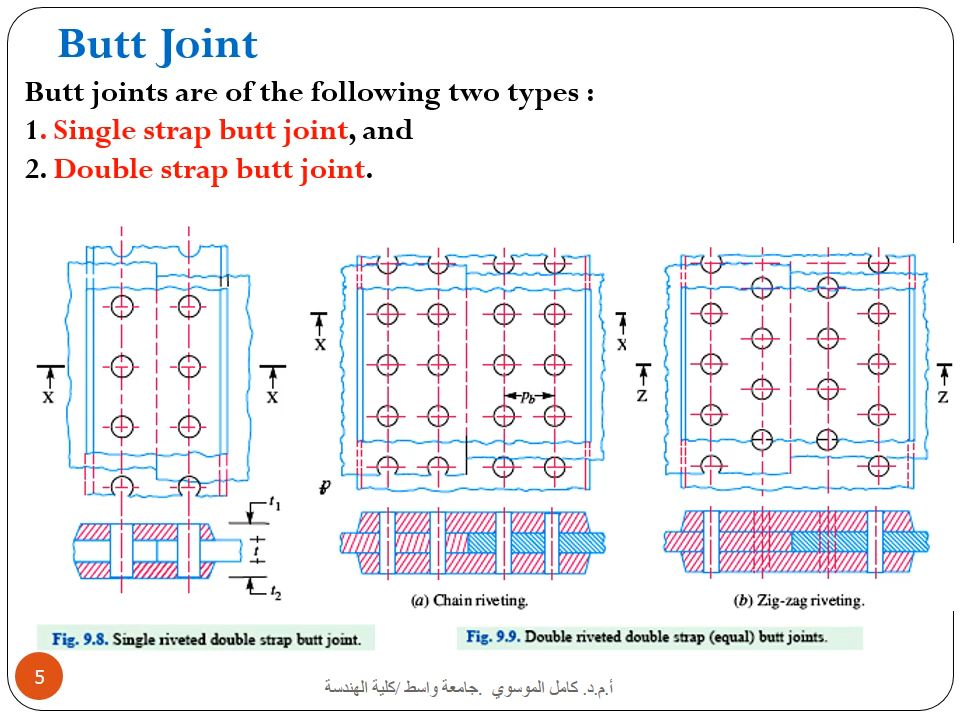 Butt Joint
Butt joints are of the following two types :
1. Single strap butt joint, and
2. Double strap butt joint.
X
X
t1
t
t2
X
X
pb
p
(a) Chain riveting.
Z
Z
(b) Zig-zag riveting.
Fig. 9.8. Single riveted double strap butt joint.
Fig. 9.9. Double riveted double strap (equal) butt joints.
5
أ.م.د. كامل الموسوي .جامعة واسط /كلية الهندسة